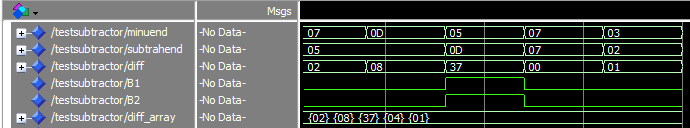 Msgs
/testsubtractor/minuend -No Data- 07 0D 05 07 03
/testsubtractor/subtrahend -No Data- 05 0D 07 02
/testsubtractor/diff -No Data- 02 08 37 00 01
/testsubtractor/B1 -No Data-
/testsubtractor/B2 -No Data-
/testsubtractor/diff_array -No Data- {02} {08} {37} {04} {01}